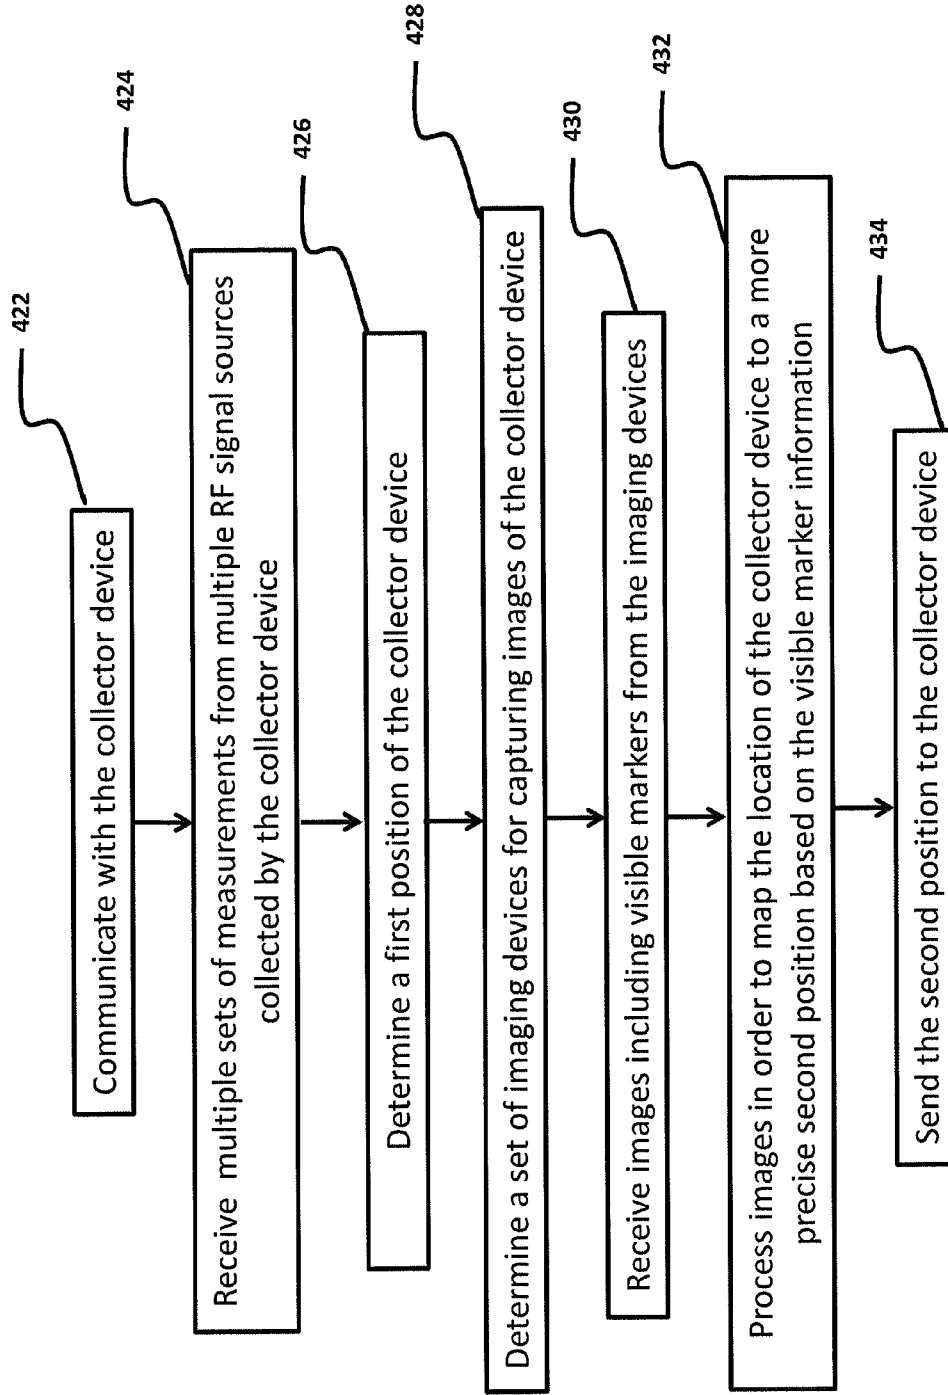 422
Communicate with the collector device
424
Receive multiple sets of measurements from multiple RF signal sources
collected by the collector device
426
Determine a first position of the collector device
428
Determine a set of imaging devices for capturing images of the collector device
430
Receive images including visible markers from the imaging devices
432
Process images in order to map the location of the collector device to a more
precise second position based on the visible marker information
434
Send the second position to the collector device